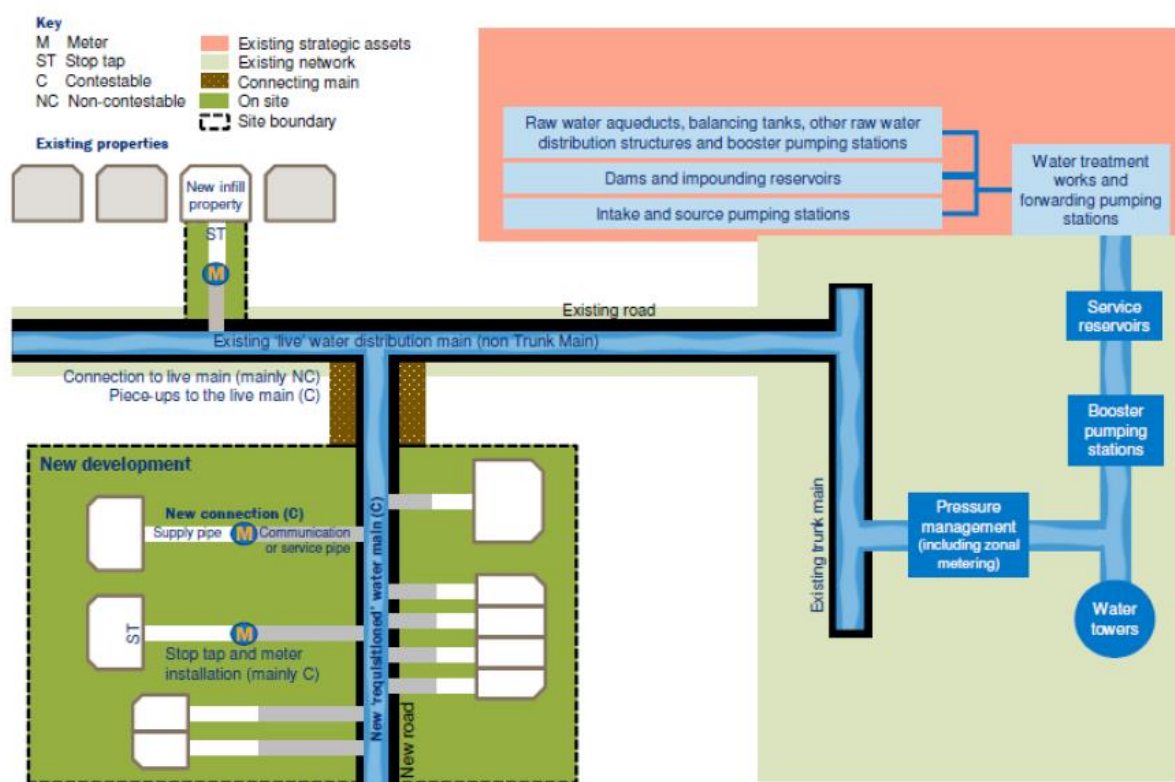 Key
M Meter
ST Stop tap
C Contestable
NC Non-contestable
Existing strategic assets
Existing network
Connecting main
On site
Site boundary
Existing properties
New infill
property
ST
M
Raw water aqueducts, balancing tanks, other raw water
distribution structures and booster pumping stations
Dams and impounding reservoirs
Intake and source pumping stations
Water treatment
works and
forwarding pumping
stations
Existing road
Existing 'live' water distribution main (non Trunk Main)
Service
reservoirs
Connection to live main (mainly NC)
Piece-ups to the live main (C)
Booster
pumping
stations
New development
New connection (C)
Supply pipe
M
Communication
or service pipe
ST
M
Stop tap and meter
installation (mainly C)
New 'requisitioned' water main (C)
New road
Existing trunk main
Pressure
management
(including zonal
metering)
Water
towers